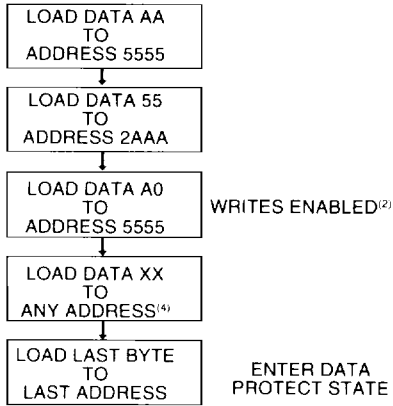 LOAD DATA AA
TO
ADDRESS 5555
LOAD DATA 55
TO
ADDRESS 2AAA
LOAD DATA A0
TO
ADDRESS 5555
WRITES ENABLED(2)
LOAD DATA XX
TO
ANY ADDRESS(4)
LOAD LAST BYTE
TO
LAST ADDRESS
ENTER DATA
PROTECT STATE